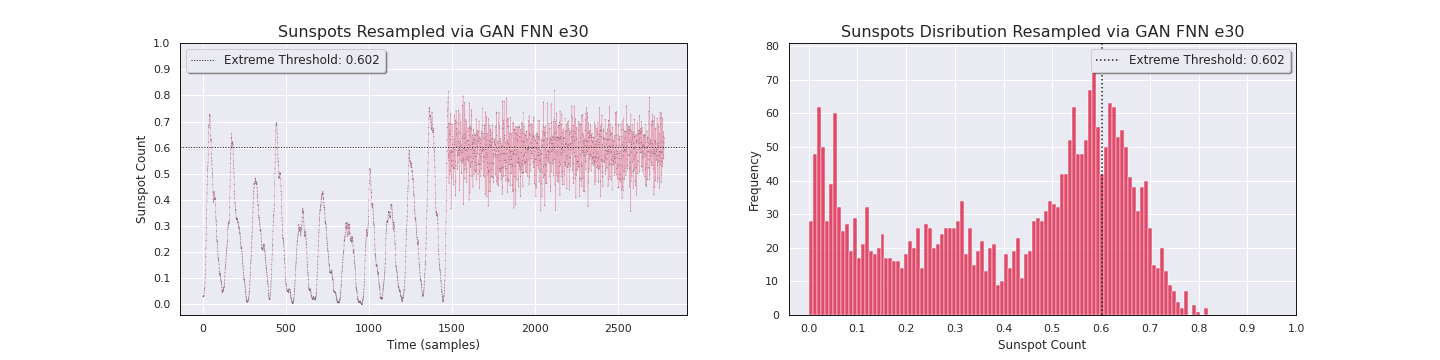 Sunspots Resampled via GAN FNN e30
Extreme Threshold: 0.602
1.0
0.9
0.8
0.7
0.6
0.5
0.4
0.3
0.2
0.1
0.0
Sunspot Count
0 500 1000 1500 2000 2500
Time (samples)
Sunspots Disribution Resampled via GAN FNN e30
Extreme Threshold: 0.602
80
70
60
50
40
30
20
10
0
Frequency
0.0 0.1 0.2 0.3 0.4 0.5 0.6 0.7 0.8 0.9 1.0
Sunspot Count